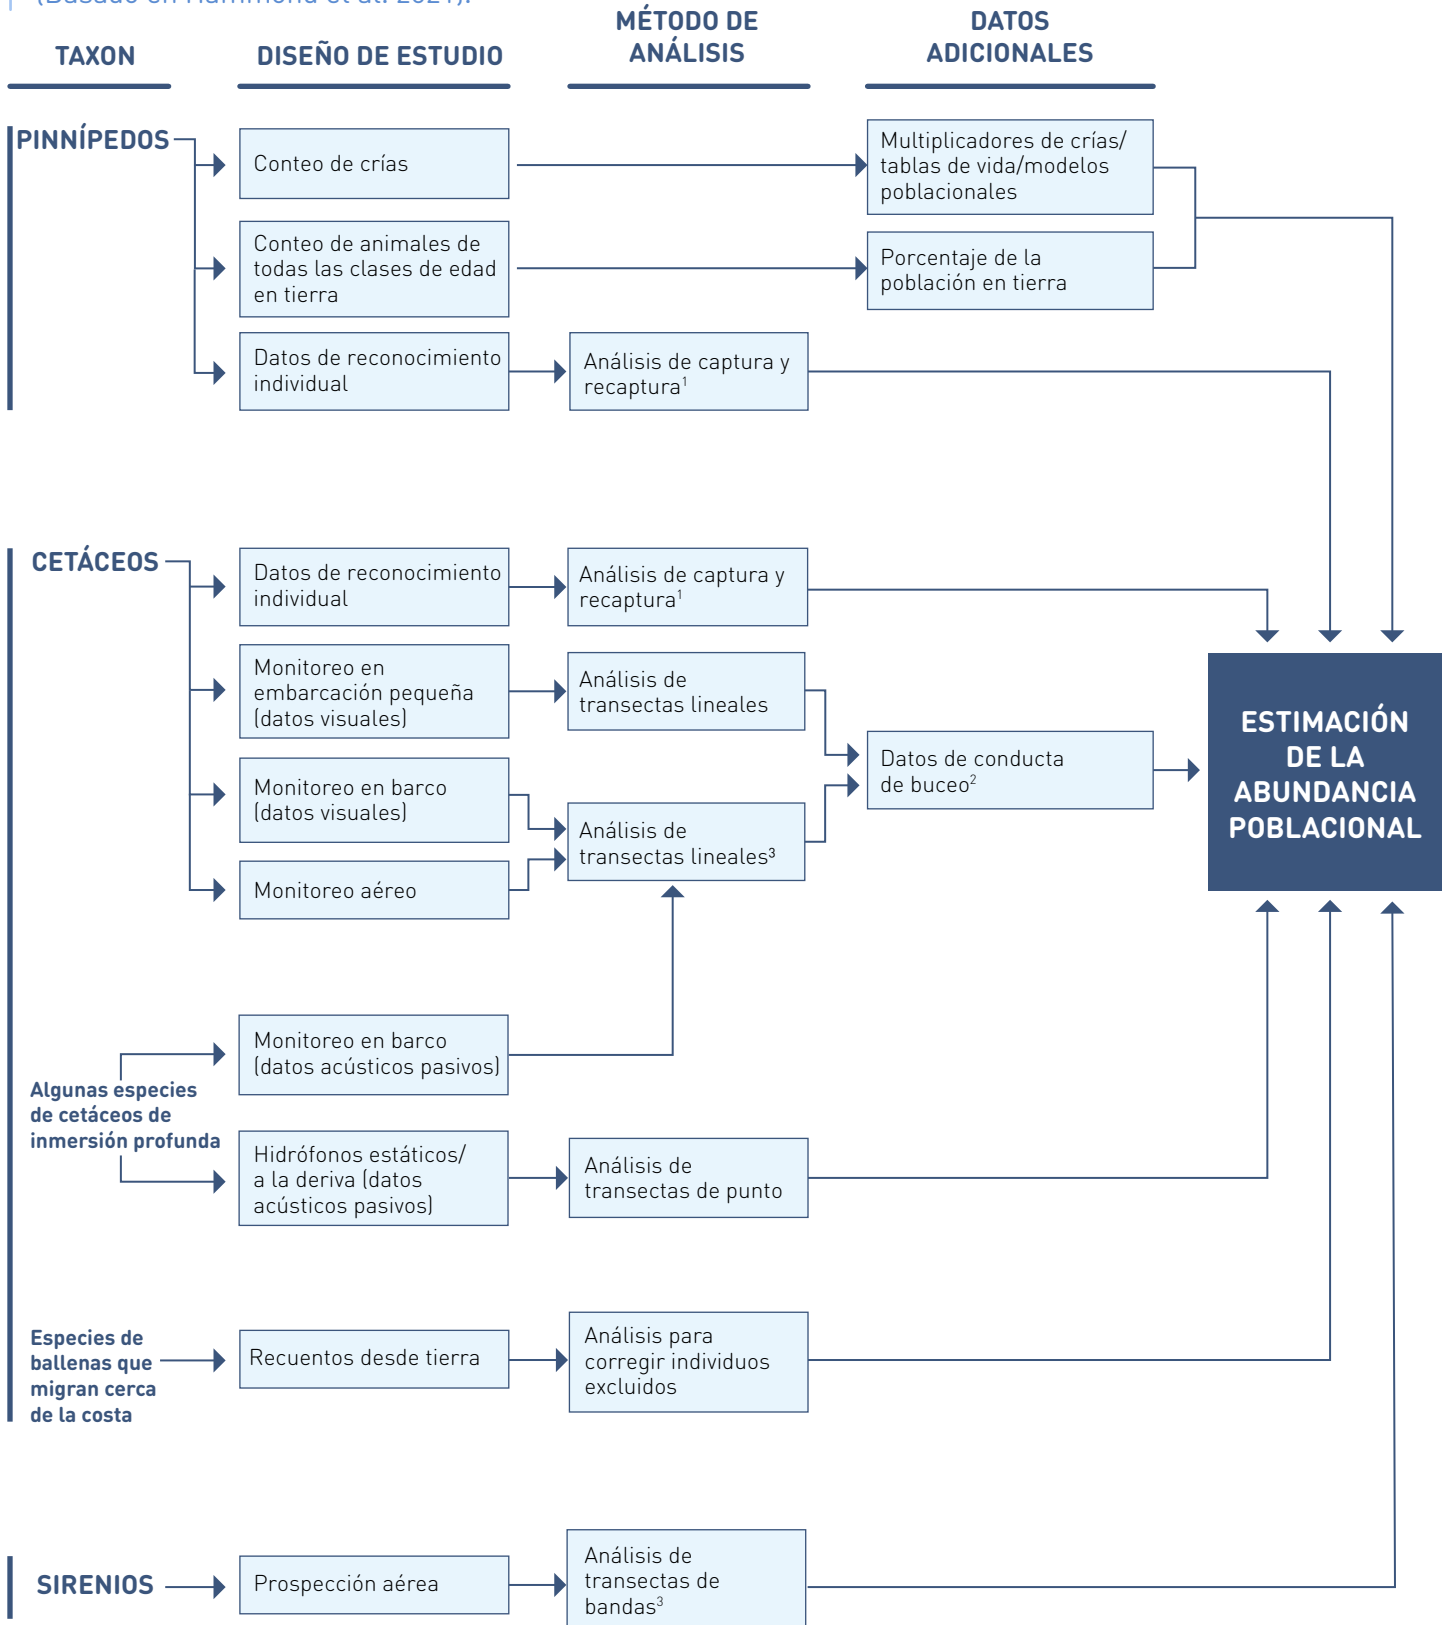 (Basado en Hammond et al. 2021).
TAXON
DISEÑO DE ESTUDIO
MÉTODO DE
ANÁLISIS
DATOS
ADICIONALES
PINNÍPEDOS
Conteo de crías
Multiplicadores de crías/
tablas de vida/modelos
poblacionales
Conteo de animales de
todas las clases de edad
en tierra
Porcentaje de la
población en tierra
Datos de reconocimiento
individual
Análisis de captura y
recaptura¹
CETÁCEOS
Datos de reconocimiento
individual
Análisis de captura y
recaptura¹
Monitoreo en
embarcación pequeña
(datos visuales)
Análisis de
transectas lineales
Monitoreo en barco
(datos visuales)
Análisis de
transectas lineales³
Monitoreo aéreo
Datos de conducta
de buceo²
ESTIMACIÓN
DE LA
ABUNDANCIA
POBLACIONAL
Algunas especies
de cetáceos de
inmersión profunda
Monitoreo en barco
(datos acústicos pasivos)
Hidrófonos estáticos/
a la deriva (datos
acústicos pasivos)
Análisis de
transectas de punto
Especies de
ballenas que
migran cerca
de la costa
Recuentos desde tierra
Análisis para
corregir individuos
excluidos
SIRENIOS
Prospección aérea
Análisis de
transectas de
bandas³